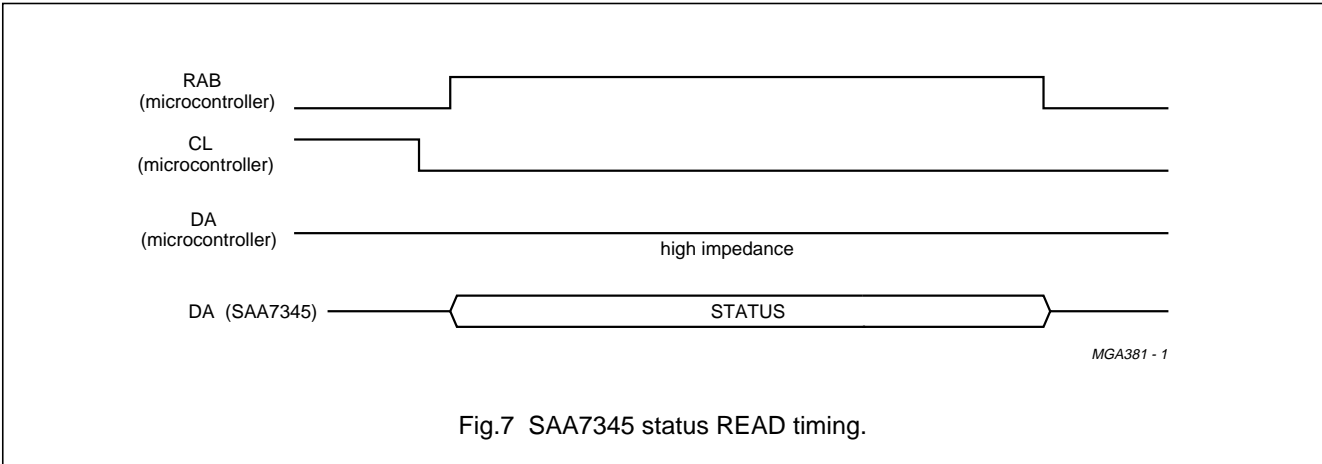 RAB
(microcontroller)
CL
(microcontroller)
DA
(microcontroller)
high impedance
DA (SAA7345)
STATUS
MGA381 - 1
Fig.7 SAA7345 status READ timing.